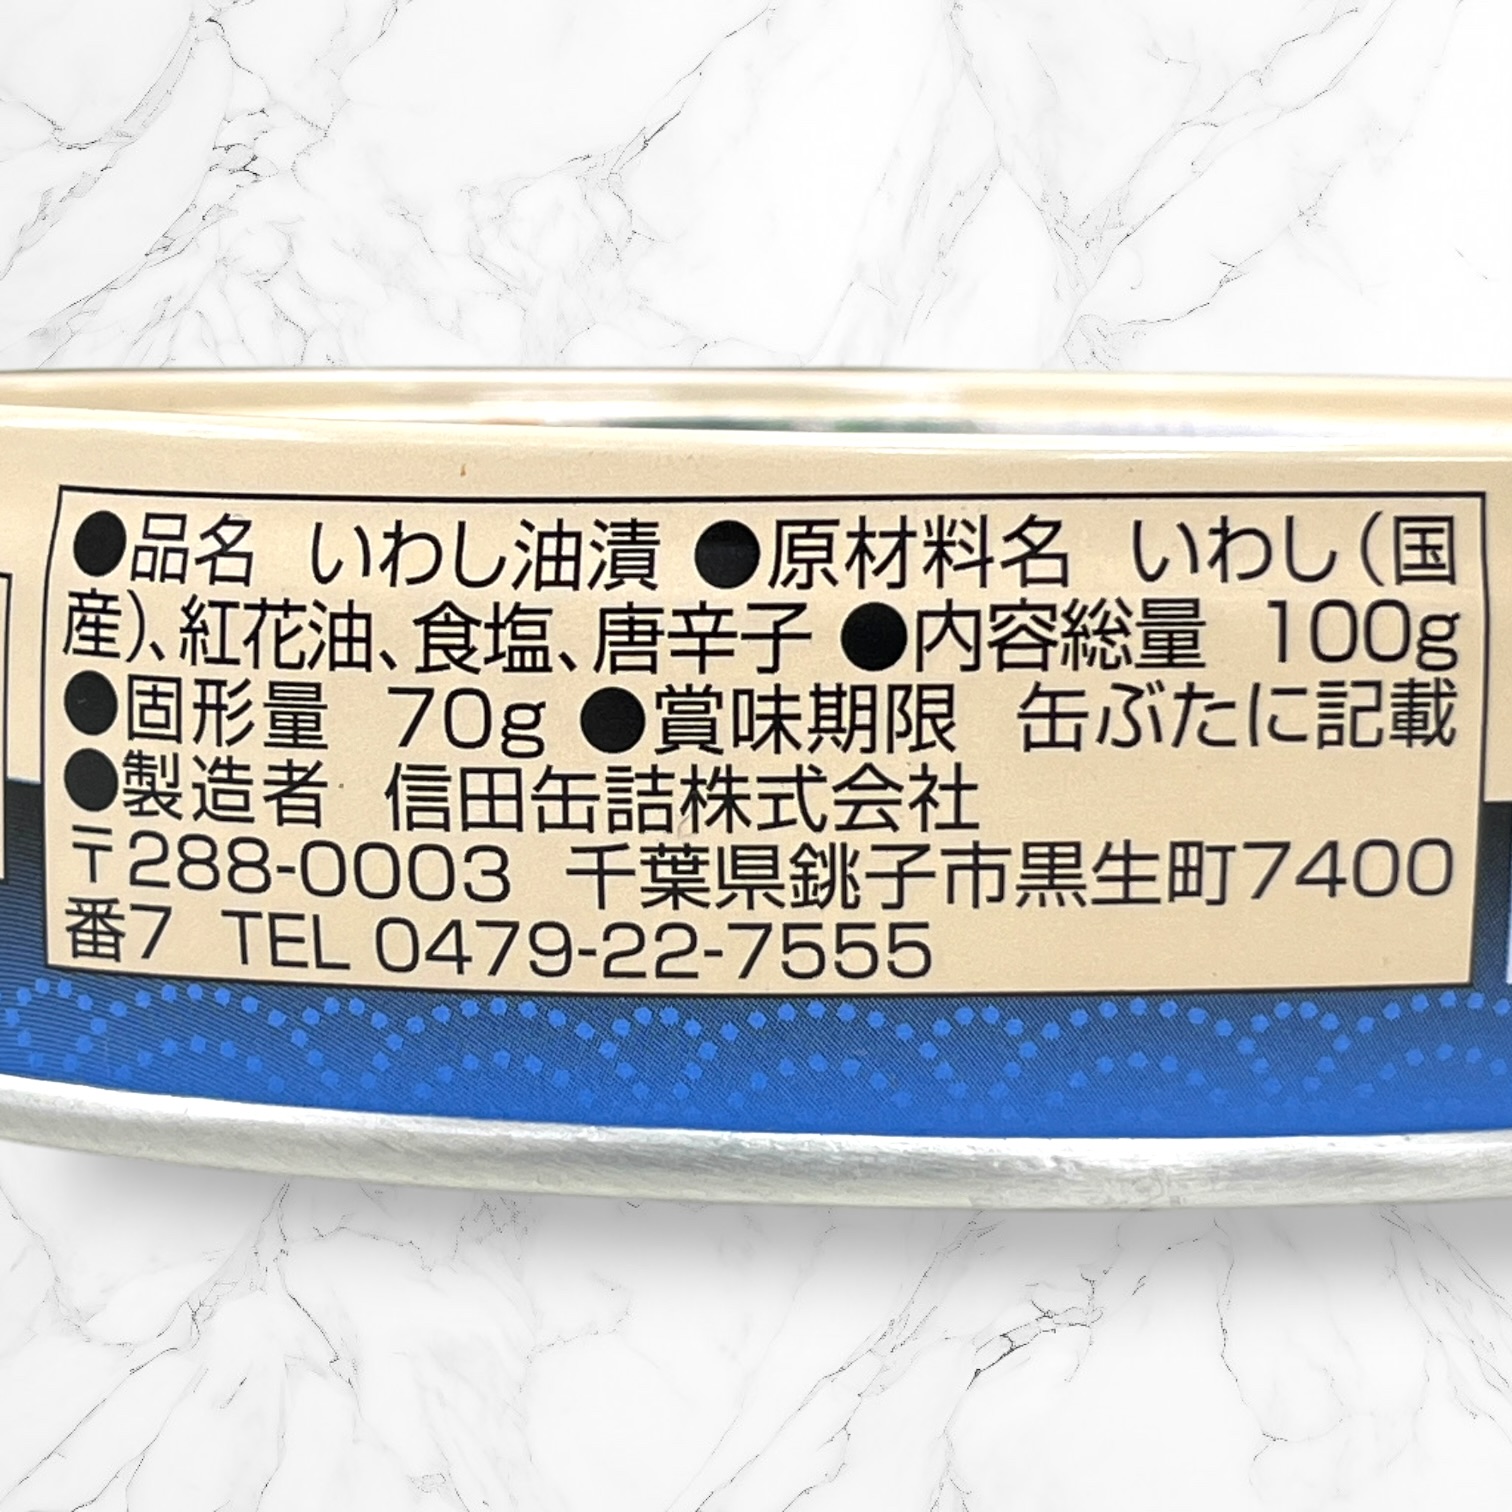 ●品名 いわし油漬 ●原材料名 いわし（国
産）、紅花油、食塩、唐辛子 ●内容総量 100g
●固形量 70g ●賞味期限 缶ぶたに記載
●製造者 信田缶詰株式会社
〒288-0003 千葉県銚子市黒生町7400
番7 TEL 0479-22-7555